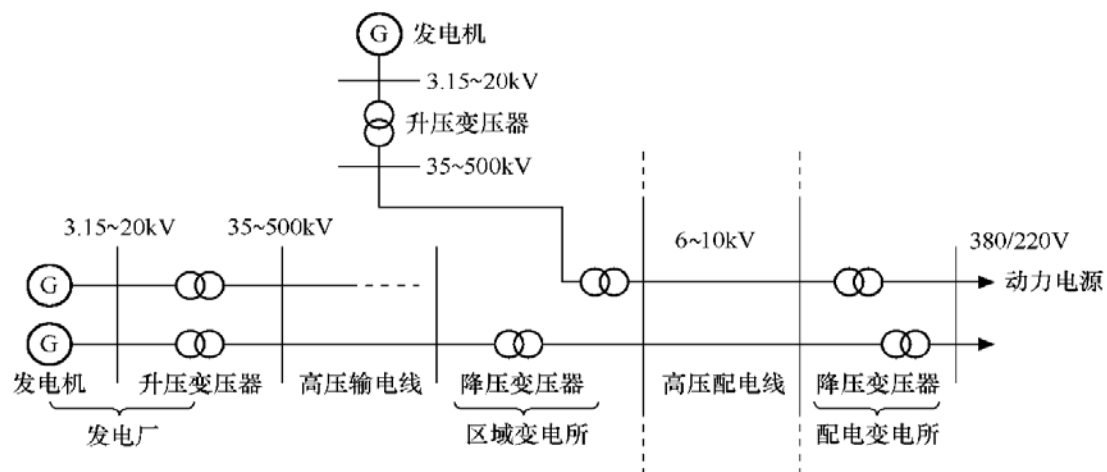 G 发电机
3.15~20kV
升压变压器
35~500kV
3.15~20kV 35~500kV 6~10kV 380/220V
G 动力电源
G
发电机 升压变压器 高压输电线 降压变压器 高压配电线 降压变压器
发电厂 区域变电所 配电变电所